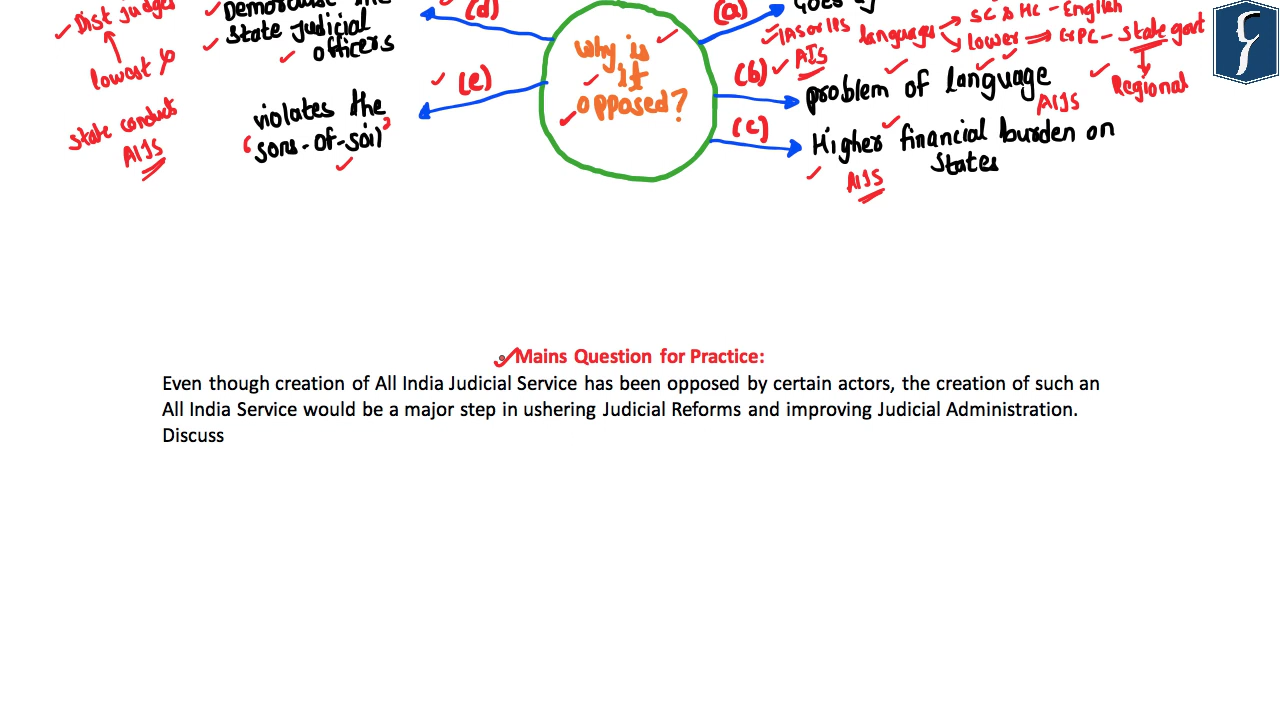 Dist judges
lowest
(d)
State Judicial
officers
(e)
violates the
'sons-of-soil'
state conduct
AIJS
Why is
it
opposed?
(a)
Goes
IAS or IPS
AIS
languages
SC & HC - English
lower ⇒ CrPC - State govt
Regional
(b)
problem of language
AIJS
(c)
Higher financial burden on
States
AIJS
Mains Question for Practice:
Even though creation of All India Judicial Service has been opposed by certain actors, the creation of such an
All India Service would be a major step in ushering Judicial Reforms and improving Judicial Administration.
Discuss